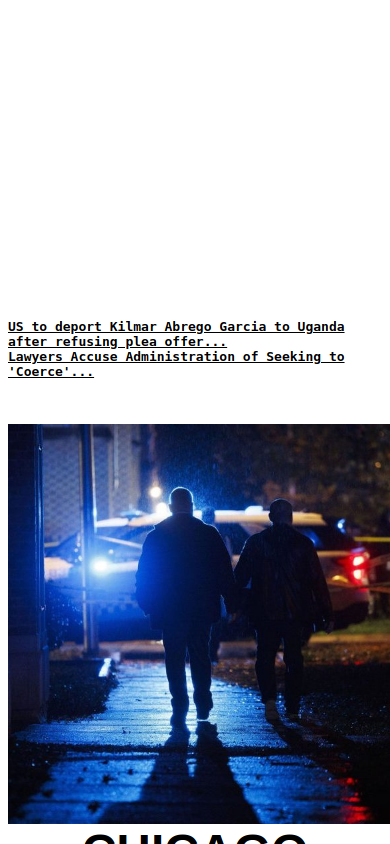 US to deport Kilmar Abrego Garcia to Uganda
after refusing plea offer...
Lawyers Accuse Administration of Seeking to
'Coerce'...
CHICAGO